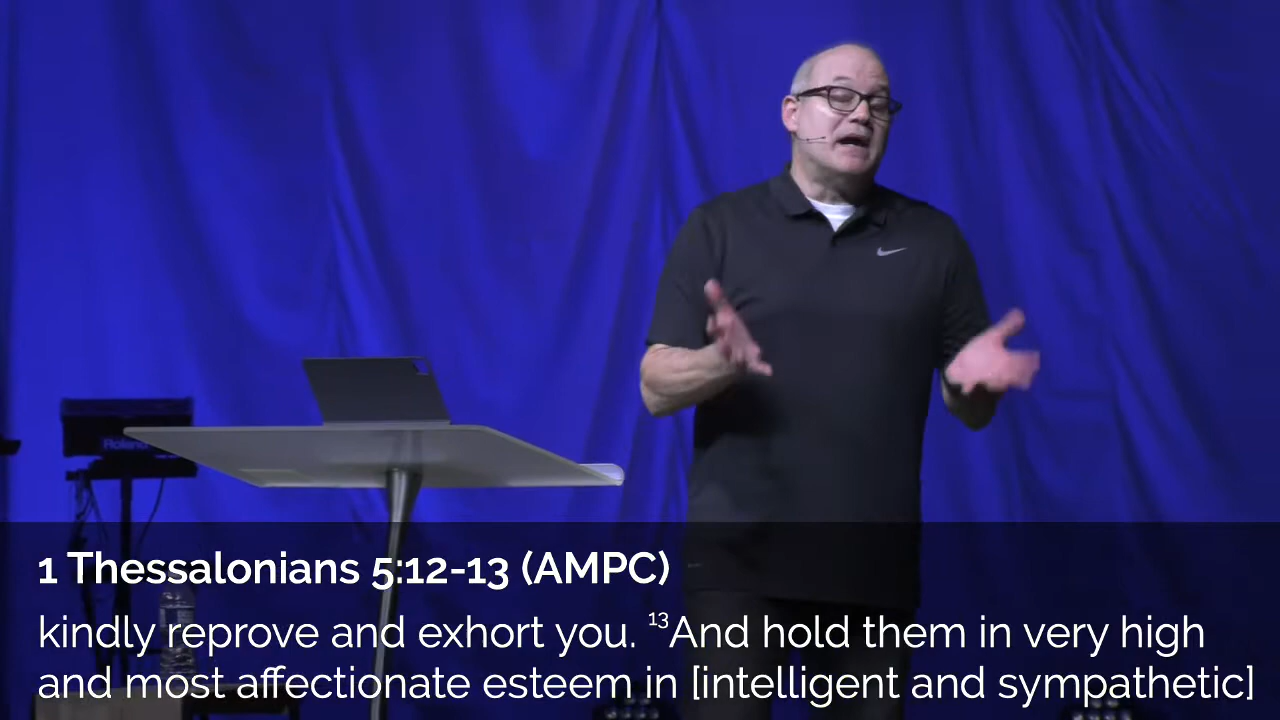 Roland
1 Thessalonians 5:12-13 (AMPC)
kindly reprove and exhort you. ¹³And hold them in very high
and most affectionate esteem in [intelligent and sympathetic]